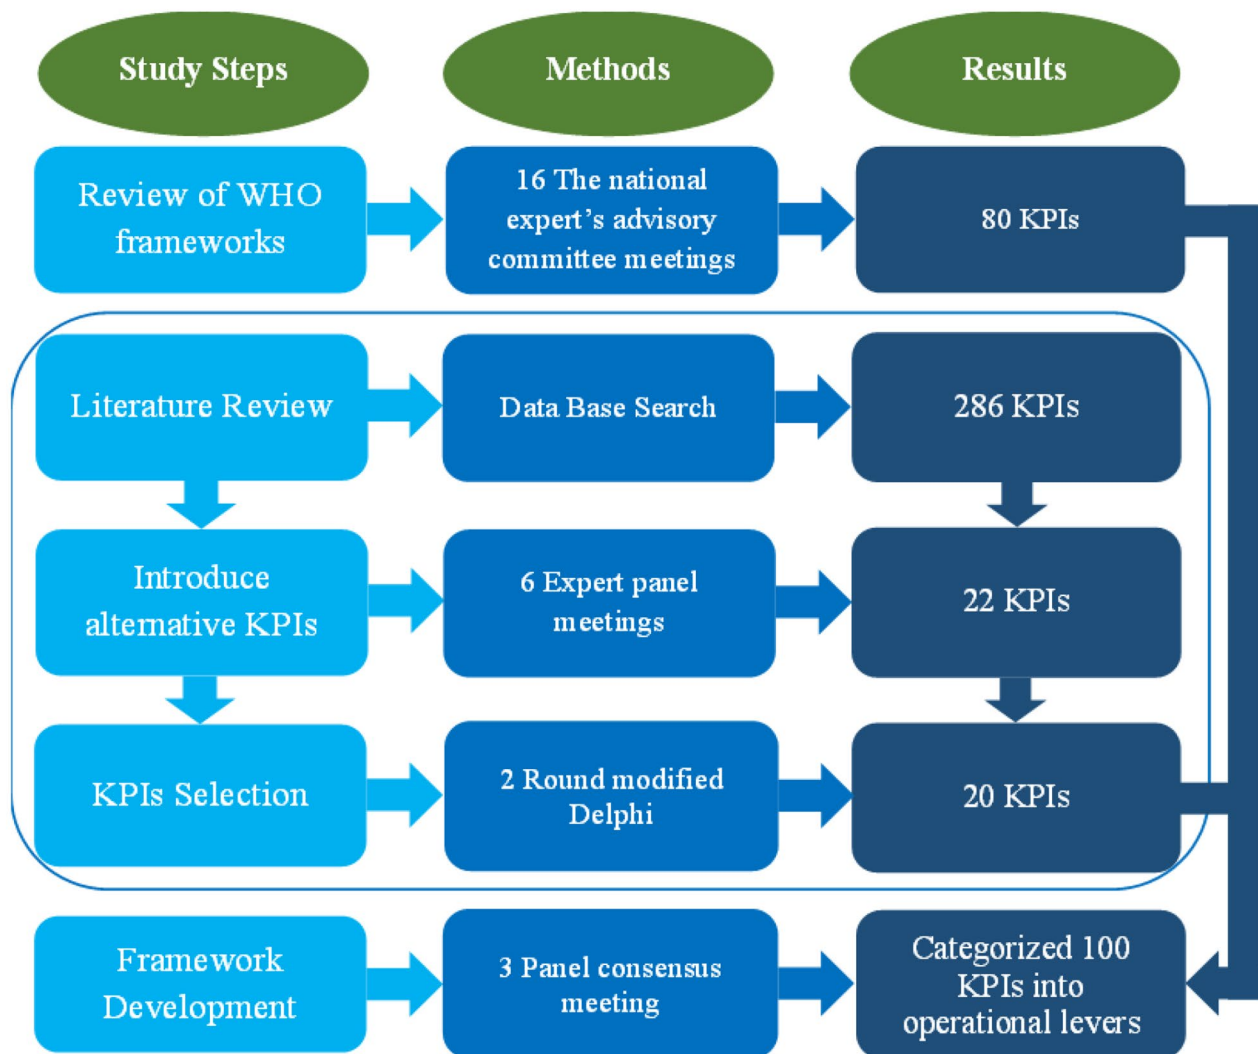 Study Steps
Methods
Results
Review of WHO
frameworks
16 The national
expert's advisory
committee meetings
80 KPIs
Literature Review
Data Base Search
286 KPIs
Introduce
alternative KPIs
6 Expert panel
meetings
22 KPIs
KPIs Selection
2 Round modified
Delphi
20 KPIs
Framework
Development
3 Panel consensus
meeting
Categorized 100
KPIs into
operational levers